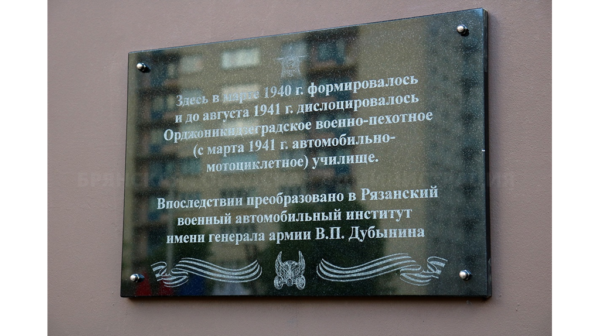 Здесь в марте 1940 г. формировалось
и до августа 1941 г. дислоцировалось
Орджоникидзеградское военно-пехотное
(с марта 1941 г. автомобильно-
мотоциклетное) училище.
Впоследствии преобразовано в Рязанский
военный автомобильный институт
имени генерала армии В.П. Дубынина